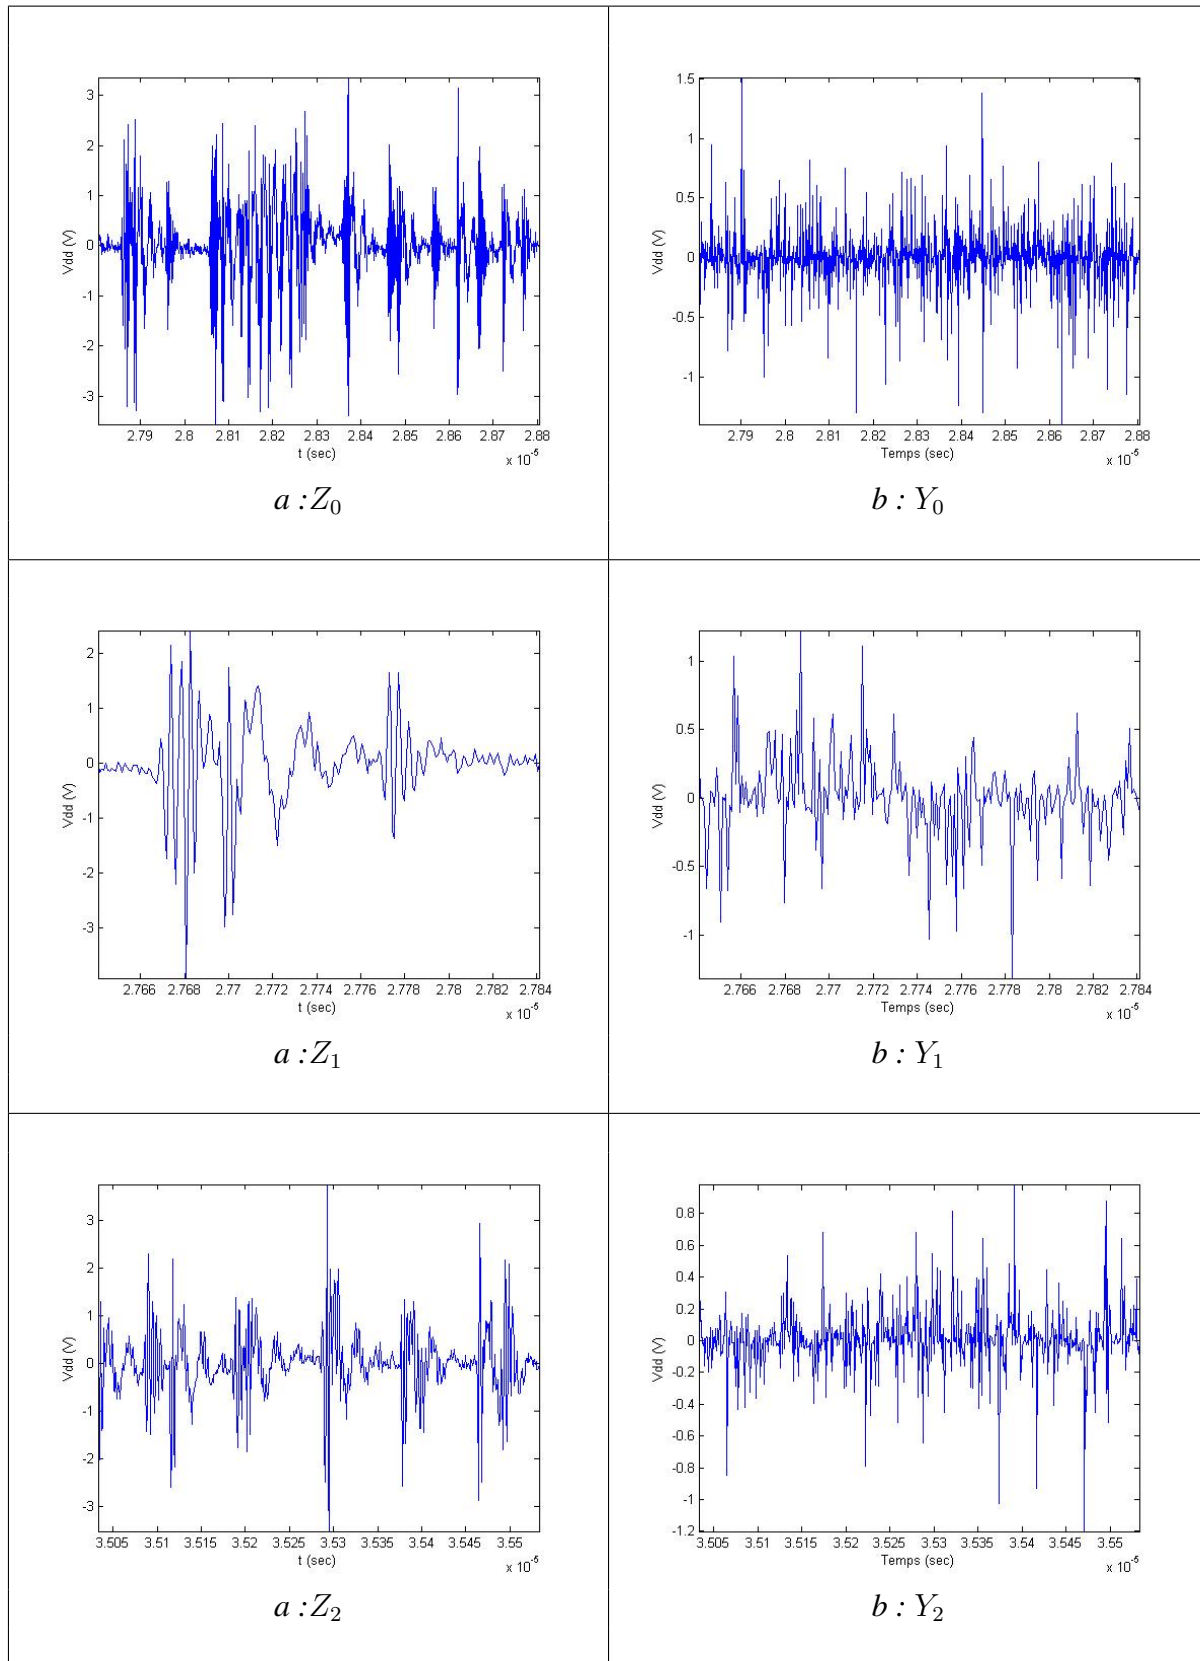 3
2
1
0
-1
-2
-3
Vdd (V)
2.79 2.8 2.81 2.82 2.83 2.84 2.85 2.86 2.87 2.88
t (sec)
x 10⁻⁵
a : Z₀
1.5
1
0.5
0
-0.5
-1
Vdd (V)
2.79 2.8 2.81 2.82 2.83 2.84 2.85 2.86 2.87 2.88
Temps (sec)
x 10⁻⁵
b : Y₀
2
1
0
-1
-2
-3
Vdd (V)
2.766 2.768 2.77 2.772 2.774 2.776 2.778 2.78 2.782 2.784
t (sec)
x 10⁻⁵
a : Z₁
1
0.5
0
-0.5
-1
Vdd (V)
2.766 2.768 2.77 2.772 2.774 2.776 2.778 2.78 2.782 2.784
Temps (sec)
x 10⁻⁵
b : Y₁
3
2
1
0
-1
-2
-3
Vdd (V)
3.505 3.51 3.515 3.52 3.525 3.53 3.535 3.54 3.545 3.55
t (sec)
x 10⁻⁵
a : Z₂
0.8
0.6
0.4
0.2
0
-0.2
-0.4
-0.6
-0.8
-1
-1.2
Vdd (V)
3.505 3.51 3.515 3.52 3.525 3.53 3.535 3.54 3.545 3.55
Temps (sec)
x 10⁻⁵
b : Y₂